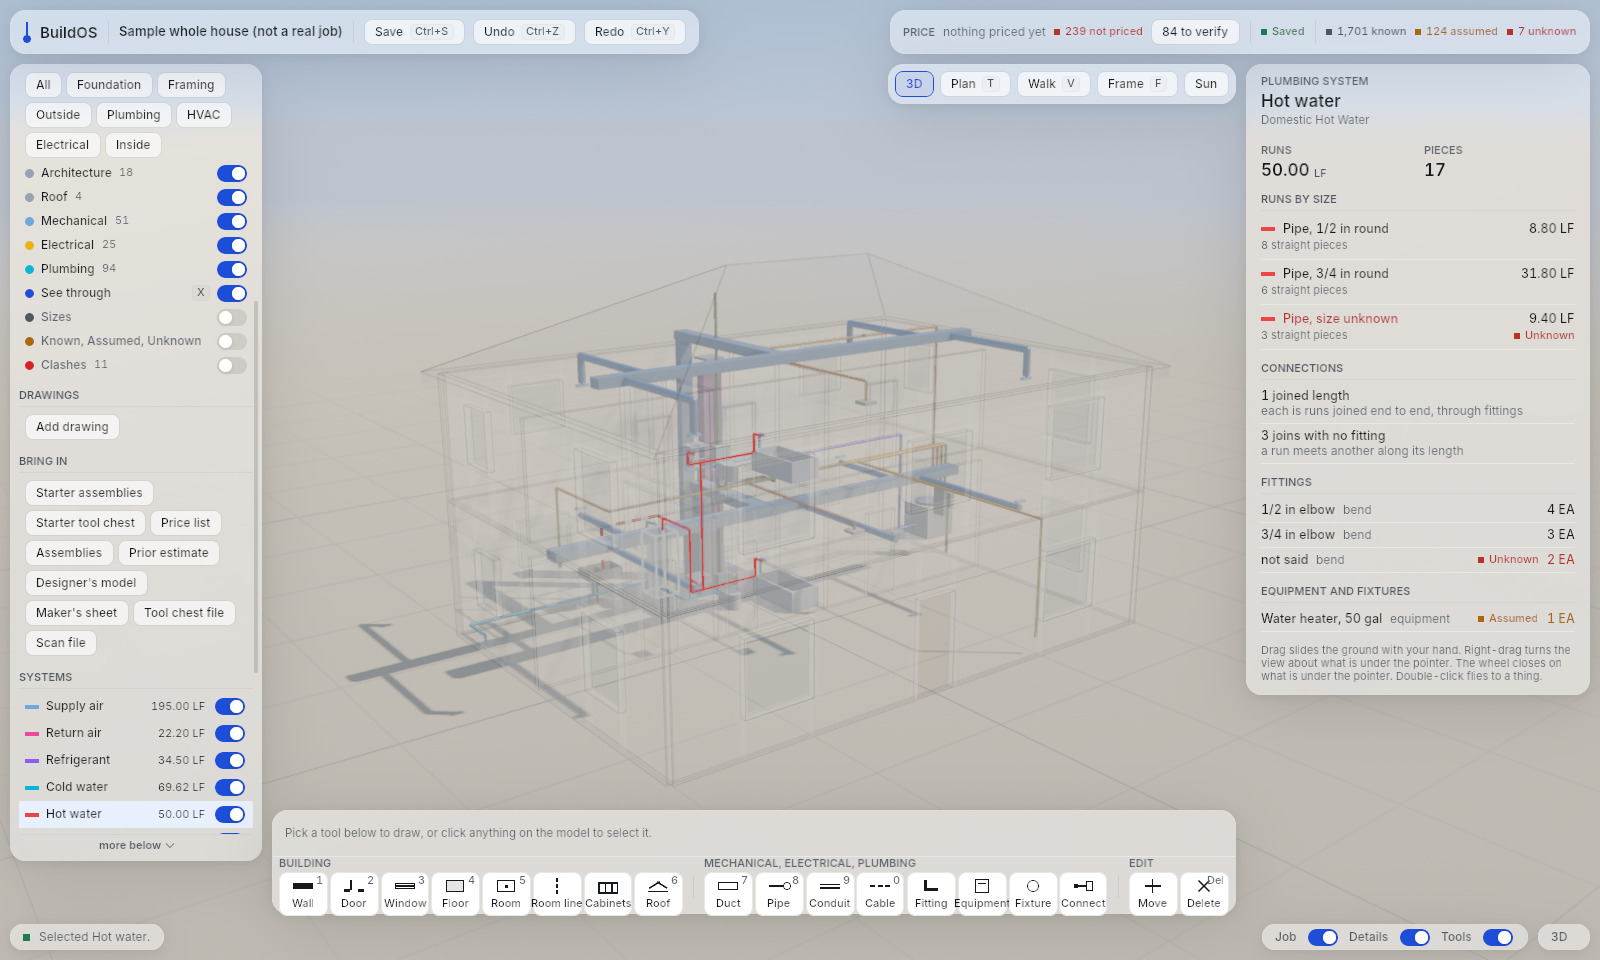 BuildOS
Sample whole house (not a real job)
Save Ctrl+S
Undo Ctrl+Z
Redo Ctrl+Y
PRICE nothing priced yet 239 not priced 84 to verify Saved 1,701 known 124 assumed 7 unknown
3D Plan T Walk V Frame F Sun
All Foundation Framing
Outside Plumbing HVAC
Electrical Inside
Architecture 18
Roof 4
Mechanical 51
Electrical 25
Plumbing 94
See through X
Sizes
Known, Assumed, Unknown
Clashes 11
DRAWINGS
Add drawing
BRING IN
Starter assemblies
Starter tool chest Price list
Assemblies Prior estimate
Designer's model
Maker's sheet Tool chest file
Scan file
SYSTEMS
Supply air 195.00 LF
Return air 22.20 LF
Refrigerant 34.50 LF
Cold water 69.62 LF
Hot water 50.00 LF
more below
Selected Hot water.
PLUMBING SYSTEM
Hot water
Domestic Hot Water
RUNS PIECES
50.00 LF 17
RUNS BY SIZE
Pipe, 1/2 in round 8.80 LF
8 straight pieces
Pipe, 3/4 in round 31.80 LF
6 straight pieces
Pipe, size unknown 9.40 LF
3 straight pieces Unknown
CONNECTIONS
1 joined length
each is runs joined end to end, through fittings
3 joins with no fitting
a run meets another along its length
FITTINGS
1/2 in elbow bend 4 EA
3/4 in elbow bend 3 EA
not said bend Unknown 2 EA
EQUIPMENT AND FIXTURES
Water heater, 50 gal equipment Assumed 1 EA
Drag slides the ground with your hand. Right-drag turns the
view about what is under the pointer. The wheel closes on
what is under the pointer. Double-click flies to a thing.
Pick a tool below to draw, or click anything on the model to select it.
BUILDING MECHANICAL, ELECTRICAL, PLUMBING EDIT
1 2 3 4 5 6 7 8 9 0 Del
Wall Door Window Floor Room Room line Cabinets Roof Duct Pipe Conduit Cable Fitting Equipment Fixture Connect Move Delete
Job Details Tools 3D